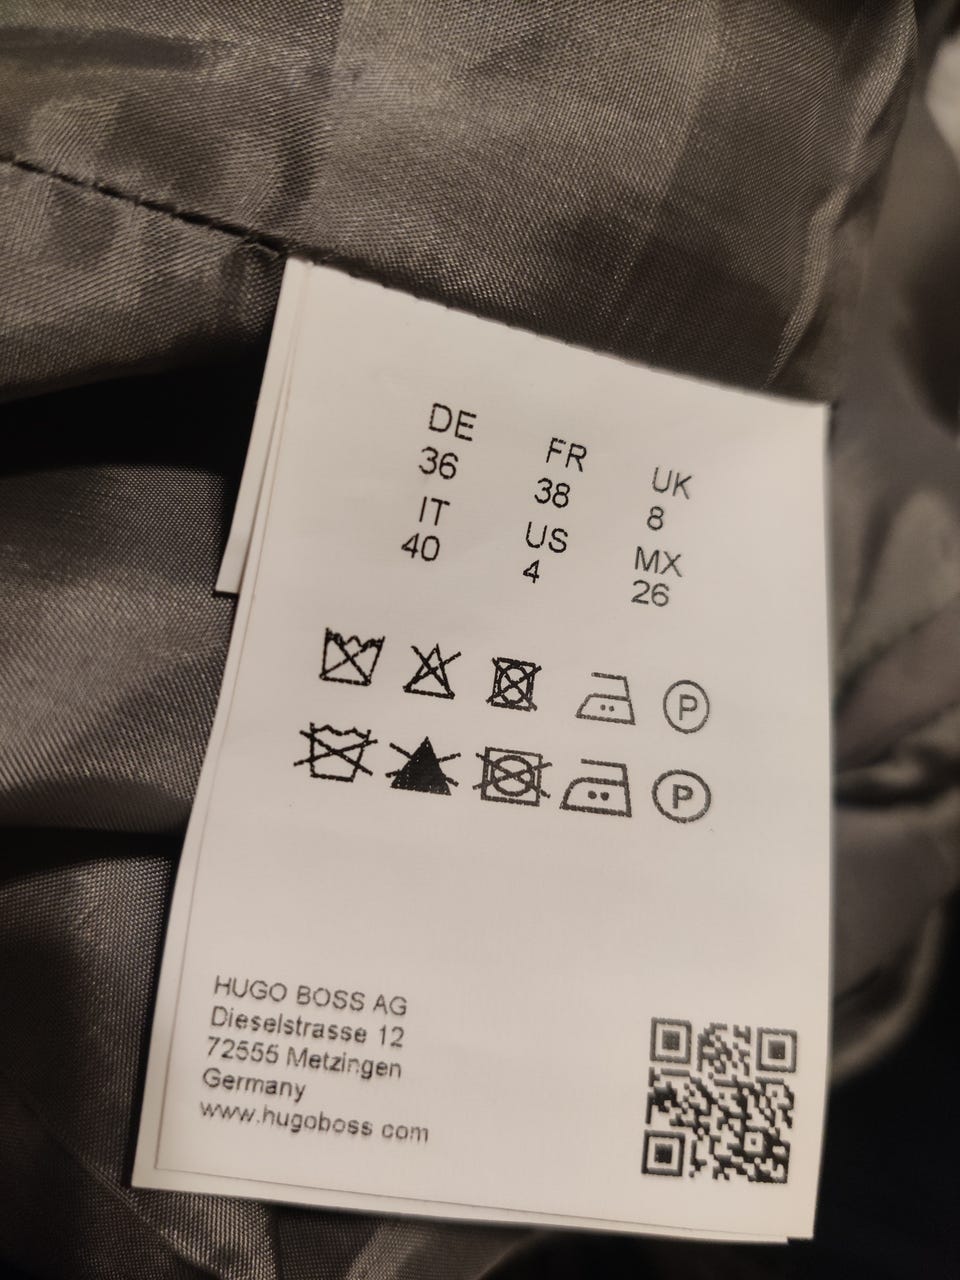 DE FR UK
36 38 8
IT US MX
40 4 26
P
P
HUGO BOSS AG
Dieselstrasse 12
72555 Metzingen
Germany
www.hugoboss com